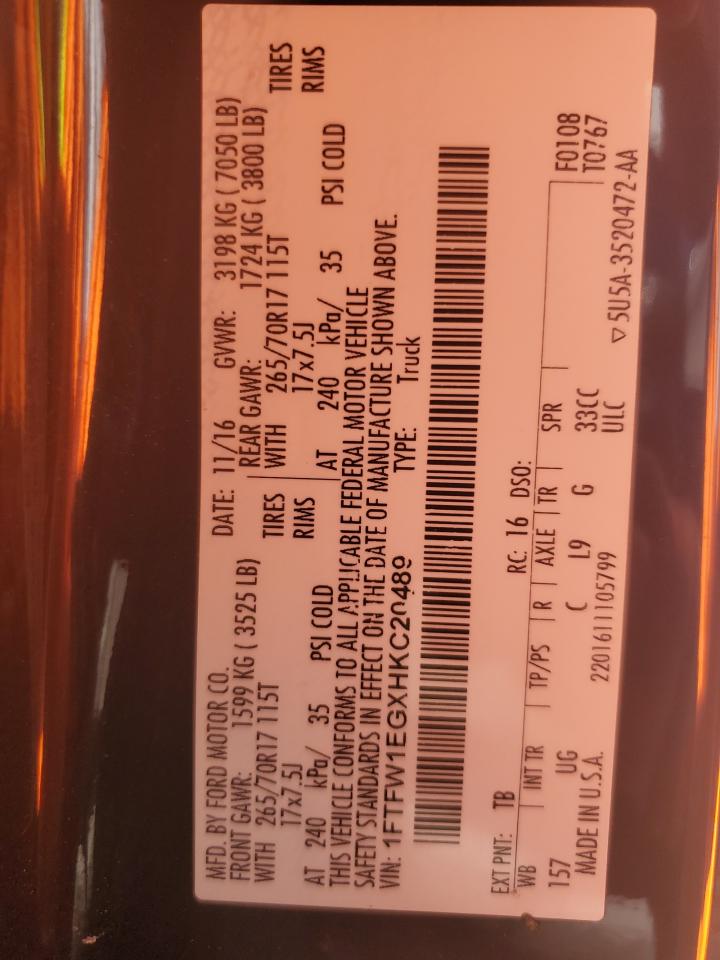 MFD. BY FORD MOTOR CO.
DATE: 11/16 GVWR: 3198 KG ( 7050 LB)
FRONT GAWR: 1599 KG ( 3525 LB)
REAR GAWR: 1724 KG ( 3800 LB)
WITH 265/70R17 115T TIRES
WITH 265/70R17 115T TIRES
17x7.5J RIMS
17x7.5J RIMS
AT 240 kPa/ 35 PSI COLD
AT 240 kPa/ 35 PSI COLD
THIS VEHICLE CONFORMS TO ALL APPLICABLE FEDERAL MOTOR VEHICLE
SAFETY STANDARDS IN EFFECT ON THE DATE OF MANUFACTURE SHOWN ABOVE.
VIN: 1FTFW1EGXHKC20489 TYPE: Truck
EXT PNT: TB RC: 16 DSO:
WB INT TR TP/PS R AXLE TR SPR
F0108
T0767
157 UG C L9 G 33CC
ULC
MADE IN U.S.A. 2201611105799
▽ 5U5A-3520472-AA